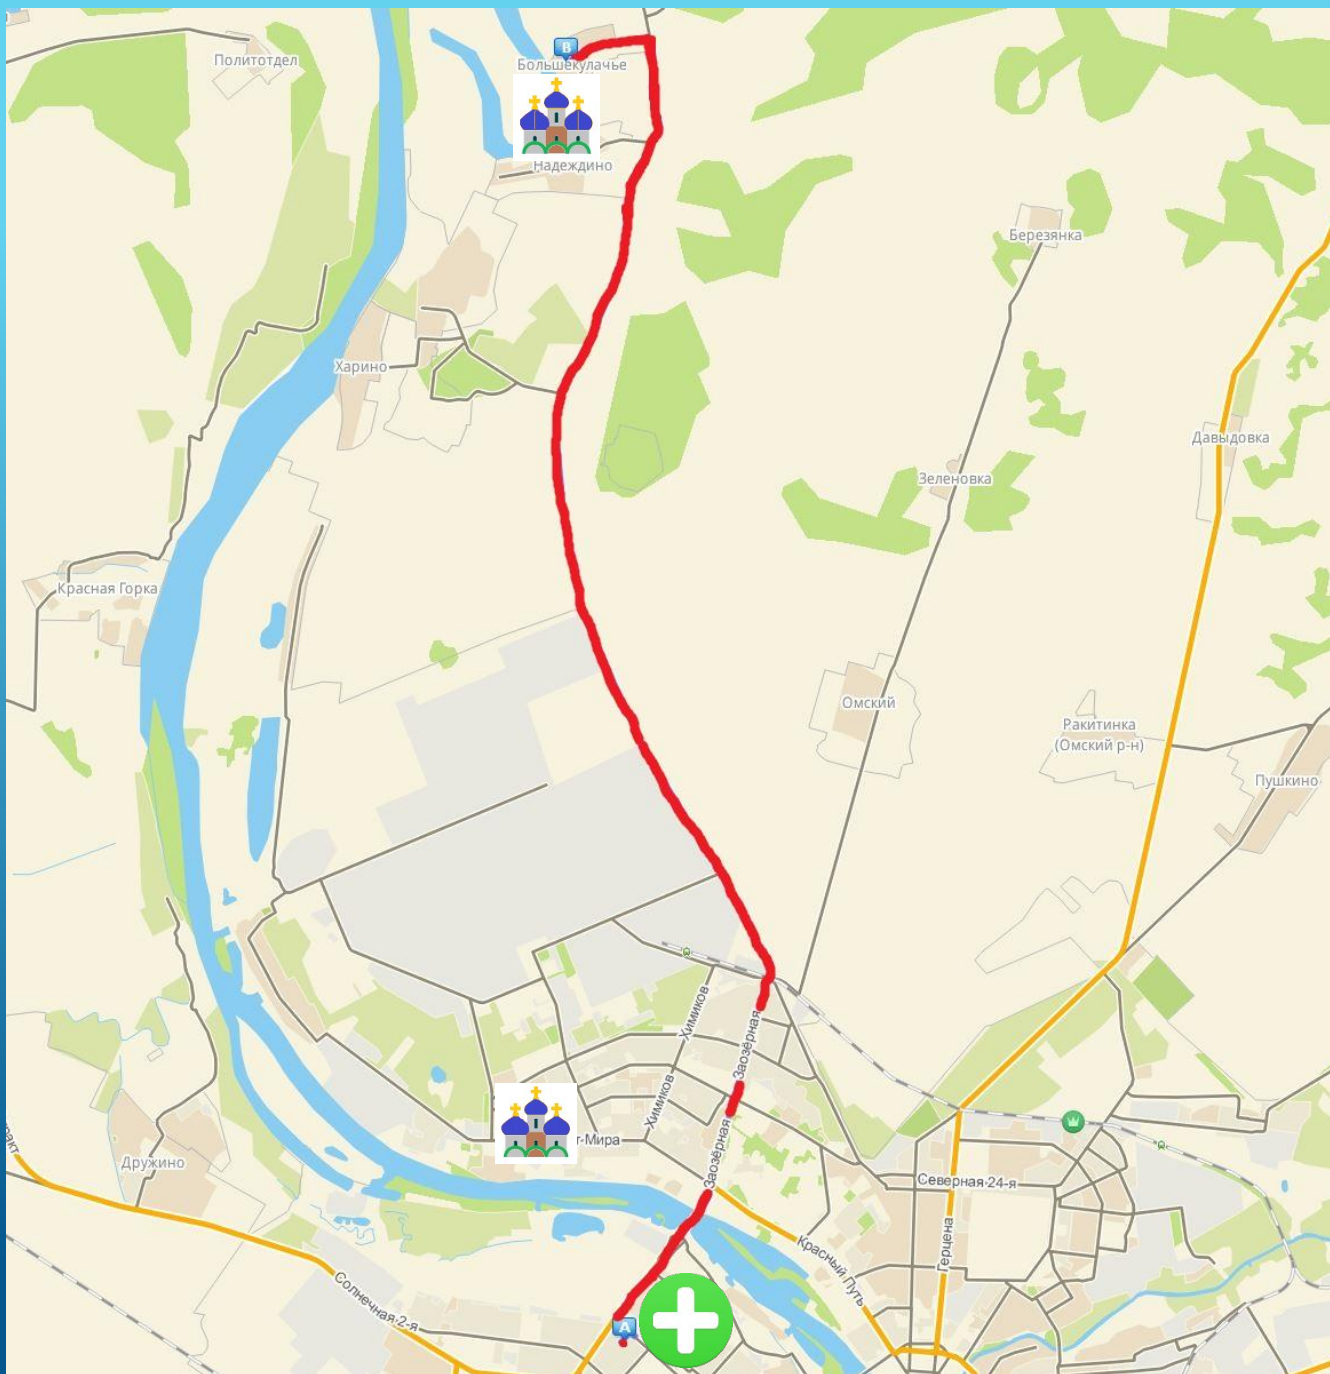 Политотдел
B
Большекулачье
Надеждино
Березянка
Харино
Давыдовка
Зеленовка
Красная Горка
Омский
Ракитинка
(Омский р-н)
Пушкино
Химиков
Заозёрная
Химиков
т-Мира
Заозёрная
Дружино
Северная 24-я
Герцена
Красный Путь
Солнечная 2-я
A